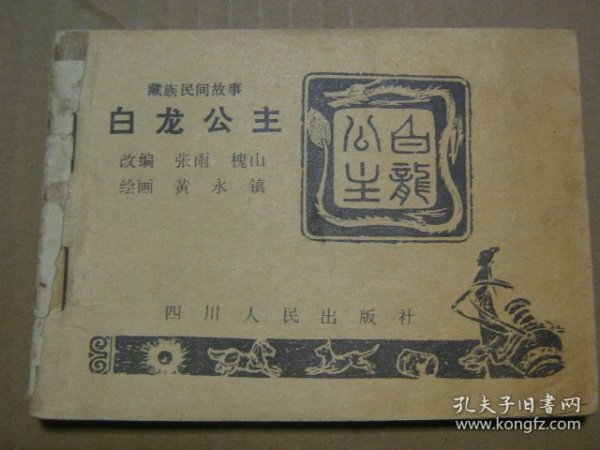 藏族民间故事
白龙公主
改编 张雨 槐山
绘画 黄永镇
白龍
公主
四川人民出版社
孔夫子旧書网
www.kongfz.com